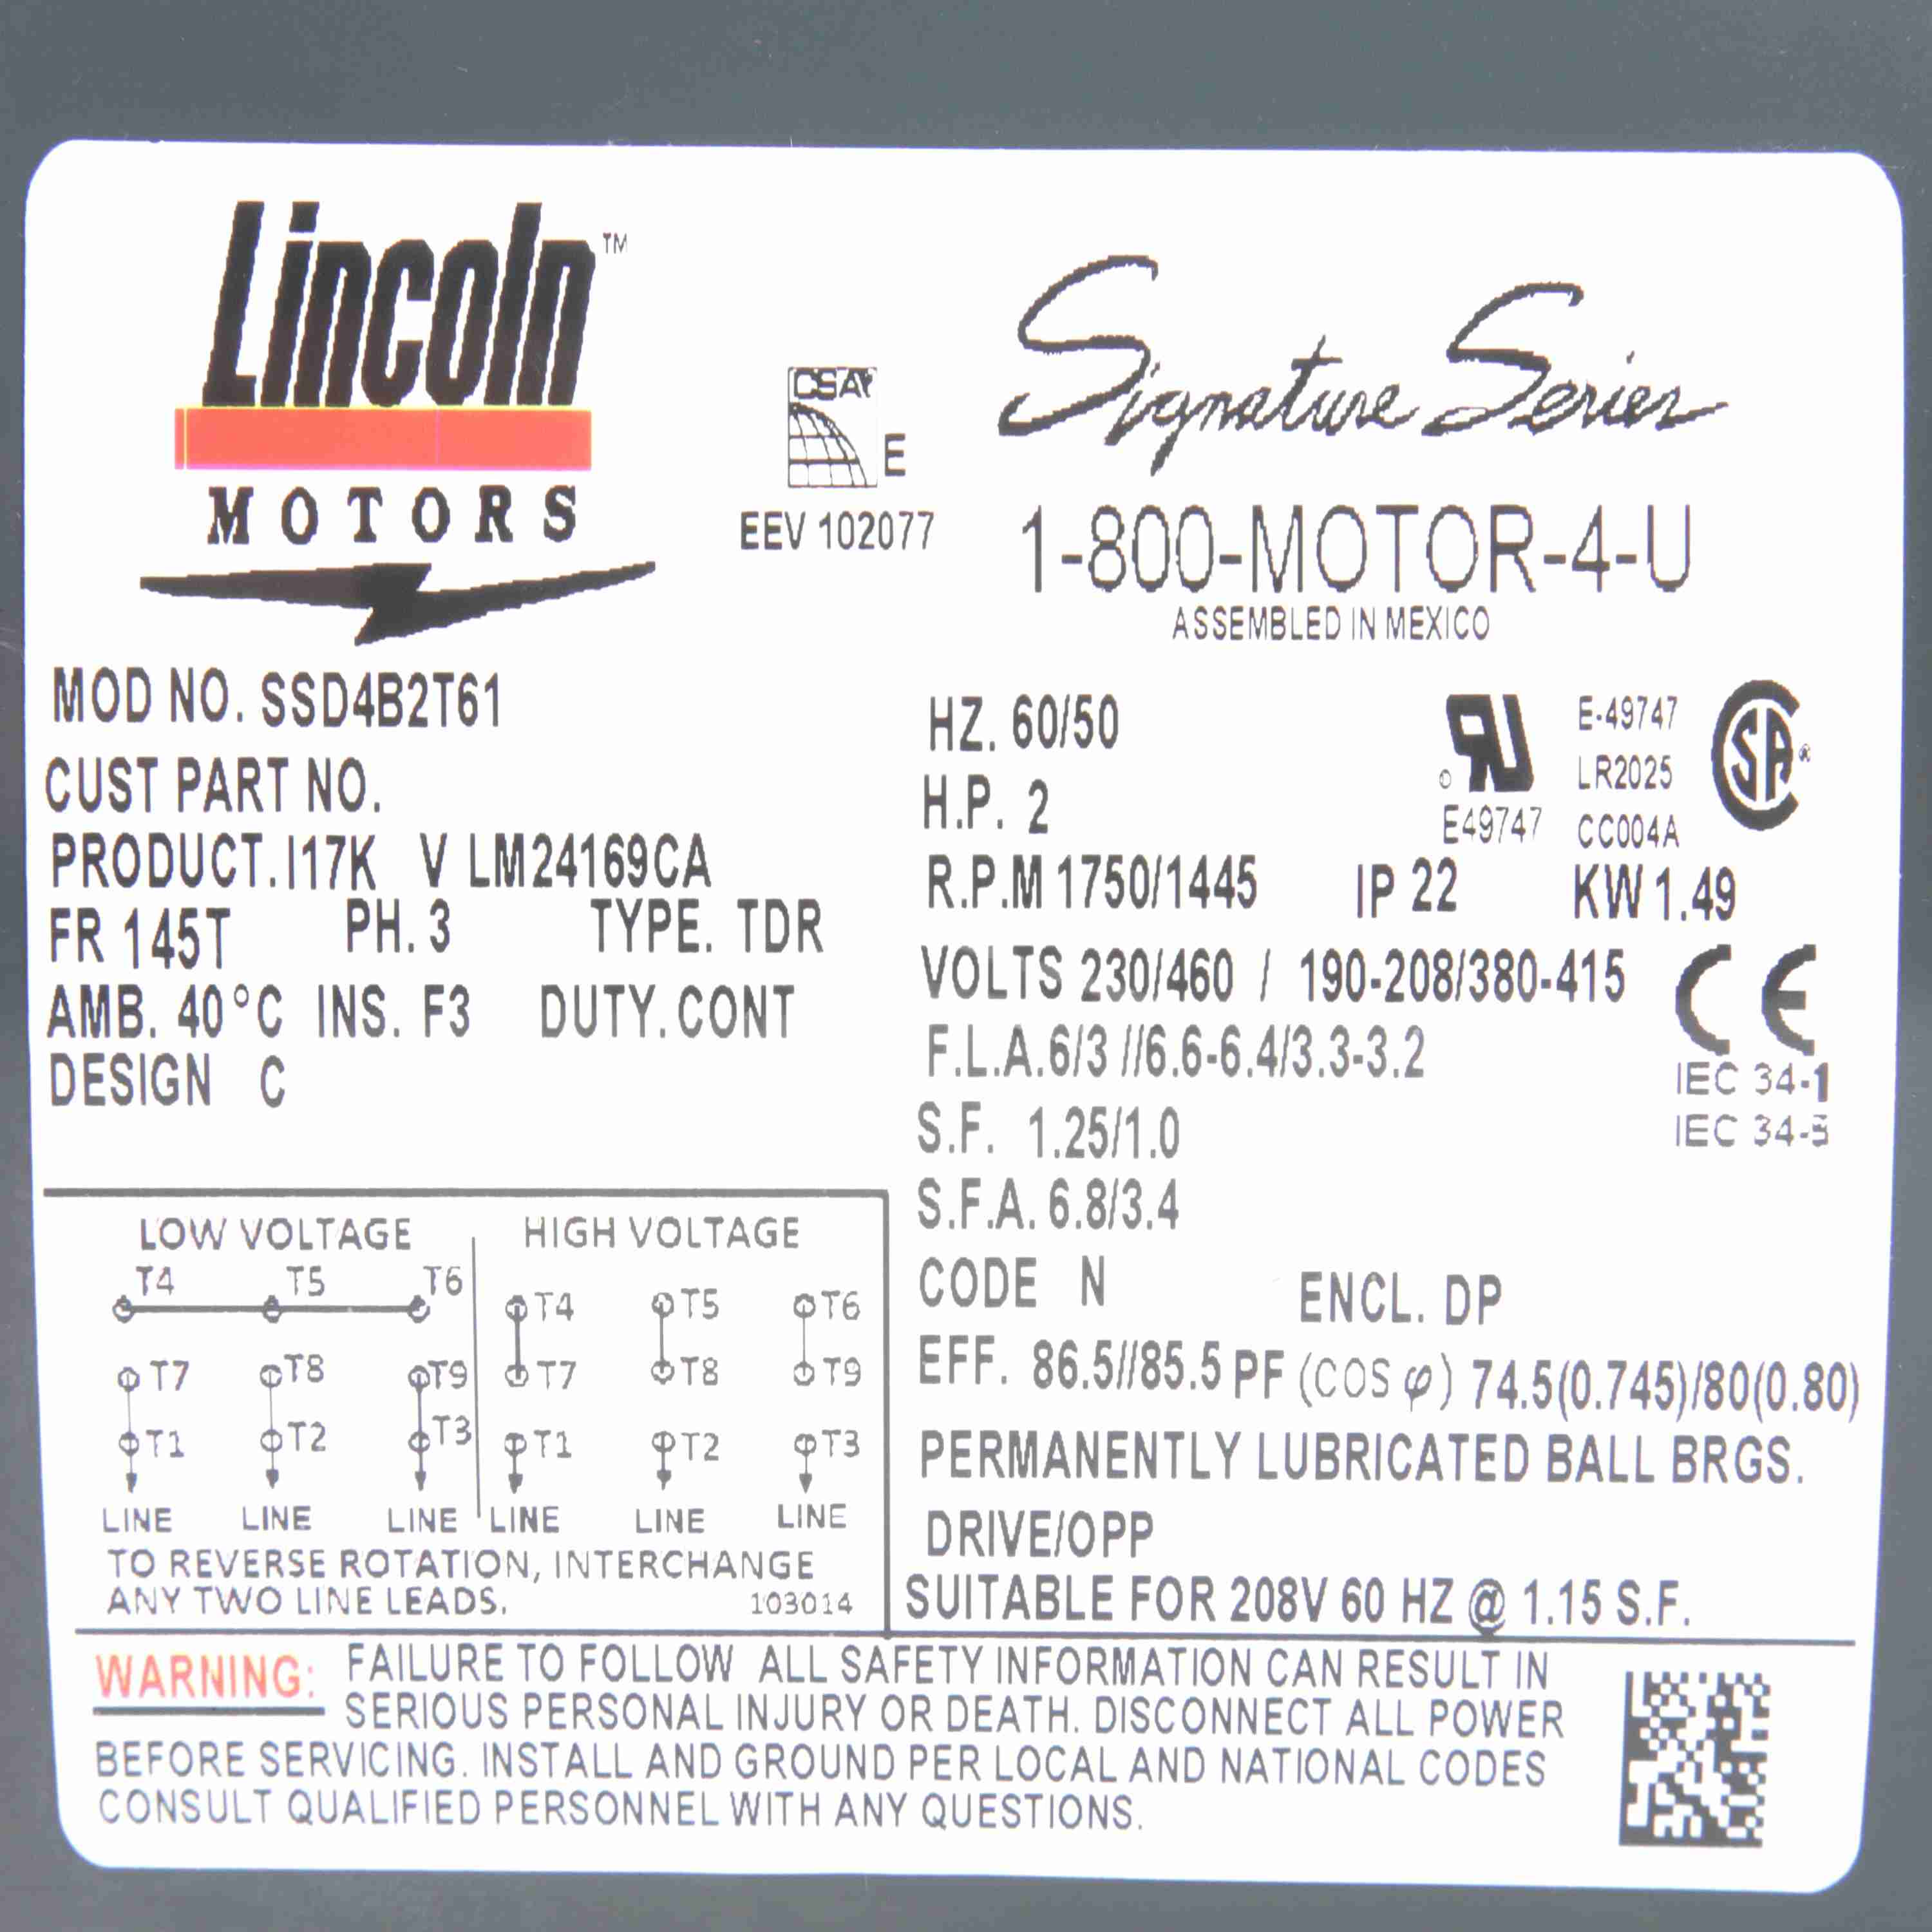 Lincoln™
MOTORS
CSA
E
EEV 102077
Signature Series
1-800-MOTOR-4-U
ASSEMBLED IN MEXICO
MOD NO. SSD4B2T61
CUST PART NO.
PRODUCT. I17K V LM24169CA
FR 145T PH. 3 TYPE. TDR
AMB. 40°C INS. F3 DUTY. CONT
DESIGN C
HZ. 60/50
H.P. 2
R.P.M 1750/1445 IP 22 KW 1.49
E49747
E-49747
LR2025
CC004A
SA®
VOLTS 230/460 / 190-208/380-415
F.L.A. 6/3 //6.6-6.4/3.3-3.2
CE
IEC 34-1
IEC 34-5
S.F. 1.25/1.0
S.F.A. 6.8/3.4
CODE N ENCL. DP
EFF. 86.5//85.5 PF (COS φ) 74.5(0.745)/80(0.80)
PERMANENTLY LUBRICATED BALL BRGS.
DRIVE/OPP
SUITABLE FOR 208V 60 HZ @ 1.15 S.F.
LOW VOLTAGE
T4 T5 T6
T7 T8 T9
T1 T2 T3
LINE LINE LINE
HIGH VOLTAGE
T4 T5 T6
T7 T8 T9
T1 T2 T3
LINE LINE LINE
TO REVERSE ROTATION, INTERCHANGE
ANY TWO LINE LEADS. 103014
WARNING: FAILURE TO FOLLOW ALL SAFETY INFORMATION CAN RESULT IN
SERIOUS PERSONAL INJURY OR DEATH. DISCONNECT ALL POWER
BEFORE SERVICING. INSTALL AND GROUND PER LOCAL AND NATIONAL CODES
CONSULT QUALIFIED PERSONNEL WITH ANY QUESTIONS.